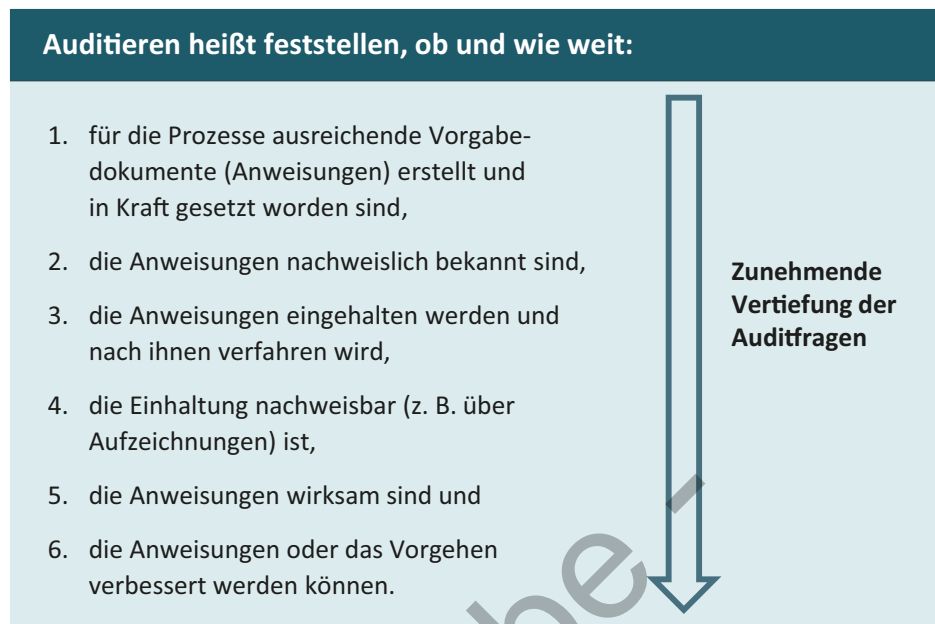 Auditieren heißt feststellen, ob und wie weit:
1. für die Prozesse ausreichende Vorgabe-
dokumente (Anweisungen) erstellt und
in Kraft gesetzt worden sind,
2. die Anweisungen nachweislich bekannt sind,
3. die Anweisungen eingehalten werden und
nach ihnen verfahren wird,
4. die Einhaltung nachweisbar (z. B. über
Aufzeichnungen) ist,
5. die Anweisungen wirksam sind und
6. die Anweisungen oder das Vorgehen
verbessert werden können.
Zunehmende
Vertiefung der
Auditfragen